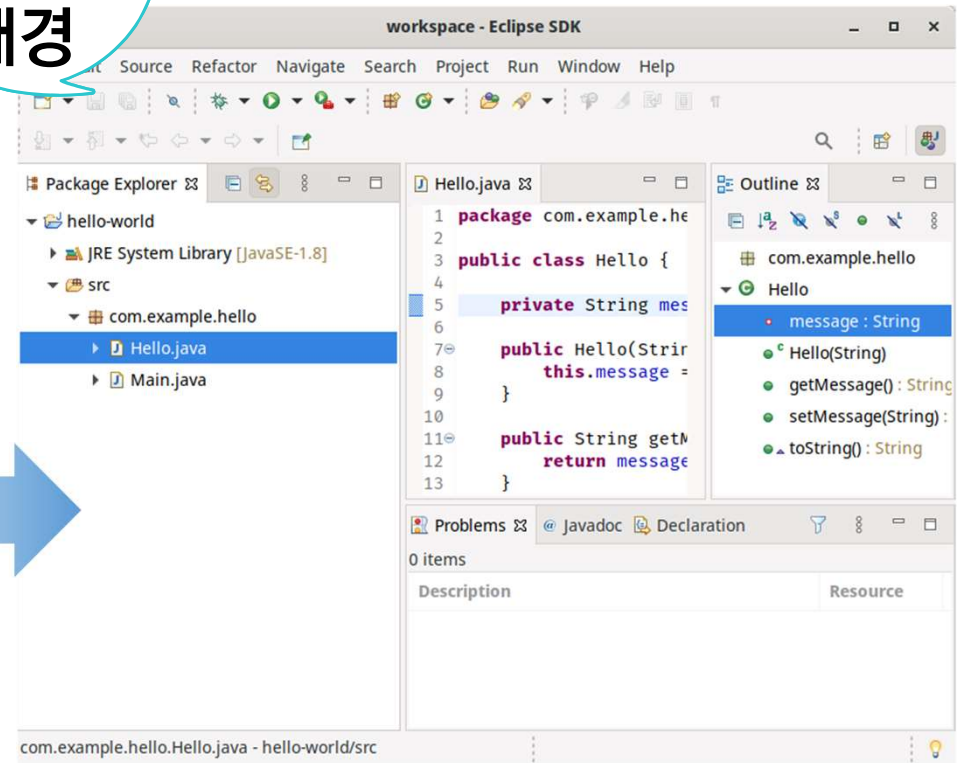 workspace - Eclipse SDK
Source Refactor Navigate Search Project Run Window Help
Package Explorer
hello-world
JRE System Library [JavaSE-1.8]
src
com.example.hello
Hello.java
Main.java
Hello.java
1 package com.example.he
2
3 public class Hello {
4
5 private String mes
6
7 public Hello(Strin
8 this.message =
9 }
10
11 public String getM
12 return message
13 }
Outline
com.example.hello
Hello
message : String
Hello(String)
getMessage() : String
setMessage(String) :
toString() : String
Problems @ Javadoc Declaration
0 items
Description Resource
com.example.hello.Hello.java - hello-world/src